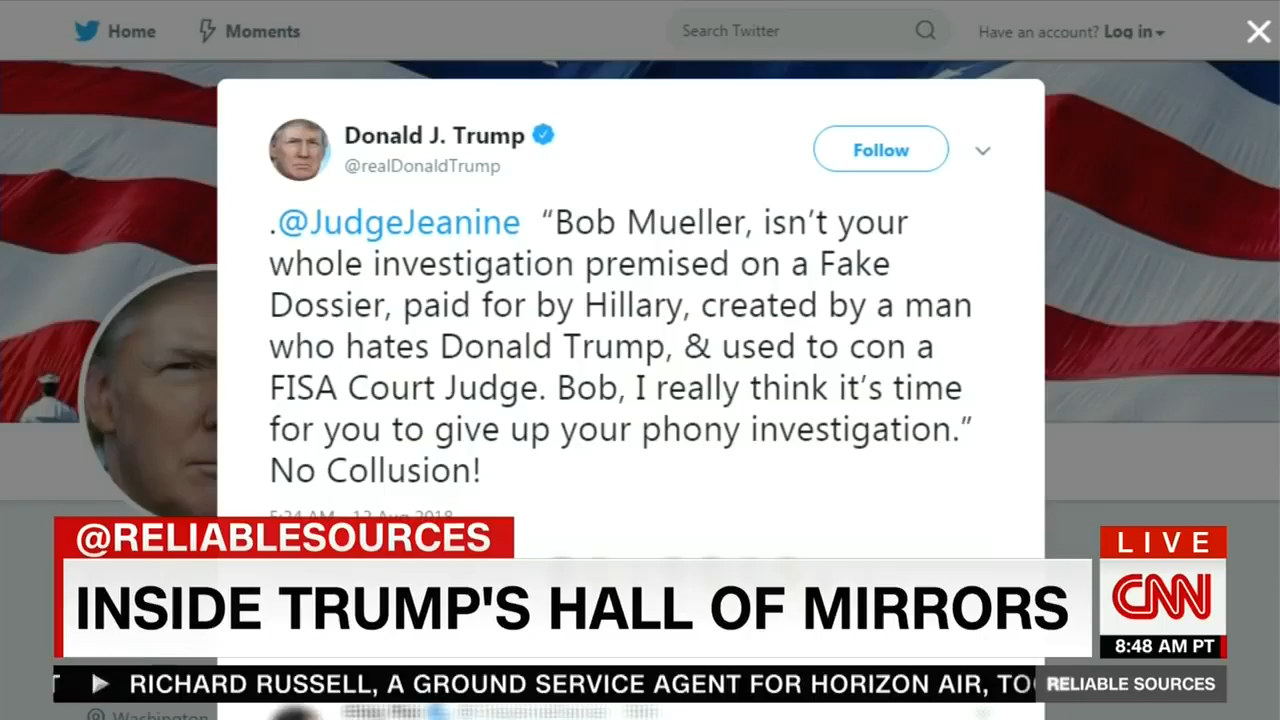 Home Moments Search Twitter Have an account? Log in
Donald J. Trump
@realDonaldTrump
Follow
.@JudgeJeanine “Bob Mueller, isn’t your
whole investigation premised on a Fake
Dossier, paid for by Hillary, created by a man
who hates Donald Trump, & used to con a
FISA Court Judge. Bob, I really think it’s time
for you to give up your phony investigation.”
No Collusion!
@RELIABLESOURCES
INSIDE TRUMP'S HALL OF MIRRORS
LIVE
CNN
8:48 AM PT
RICHARD RUSSELL, A GROUND SERVICE AGENT FOR HORIZON AIR, TO
RELIABLE SOURCES
Washington